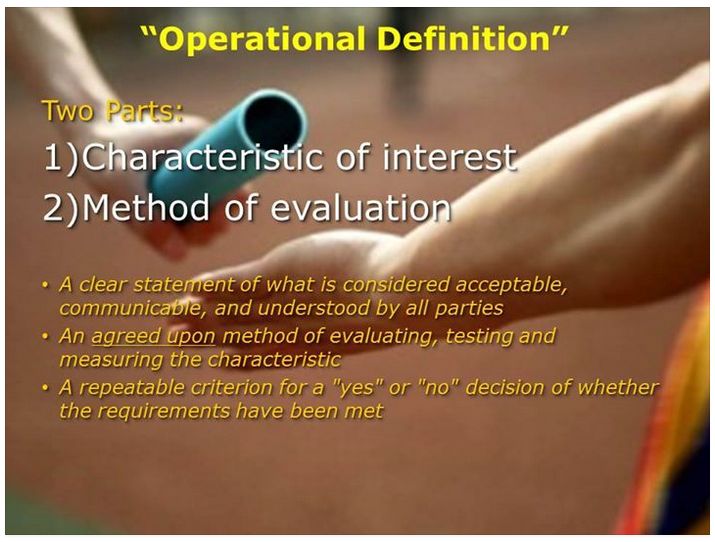 “Operational Definition”
Two Parts:
1)Characteristic of interest
2)Method of evaluation
• A clear statement of what is considered acceptable,
communicable, and understood by all parties
• An agreed upon method of evaluating, testing and
measuring the characteristic
• A repeatable criterion for a "yes" or "no" decision of whether
the requirements have been met